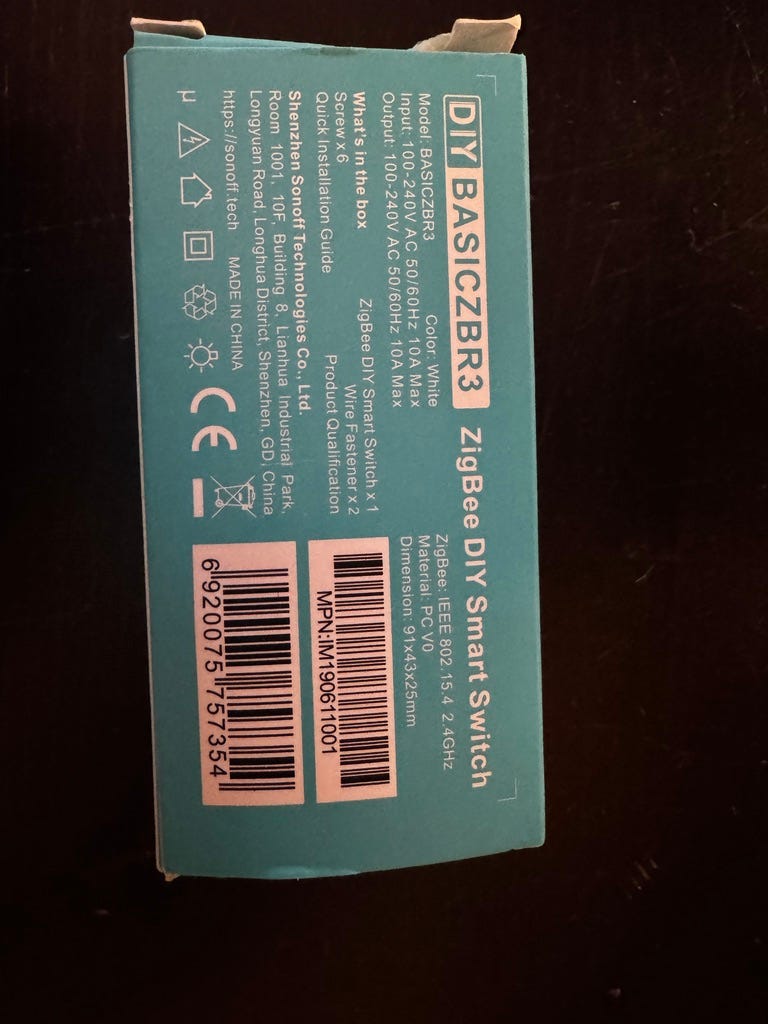 DIY BASICZBR3 ZigBee DIY Smart Switch
Model: BASICZBR3 Color: White
Input: 100-240V AC 50/60Hz 10A Max
Output: 100-240V AC 50/60Hz 10A Max
ZigBee: IEEE 802.15.4 2.4GHz
Material: PC V0
Dimension: 91x43x25mm
What's in the box ZigBee DIY Smart Switch x 1
Screw x 6 Wire Fastener x 2
Quick Installation Guide Product Qualification
Shenzhen Sonoff Technologies Co., Ltd.
Room 1001, 10F, Building 8, Lianhua Industrial Park,
Longyuan Road, Longhua District, Shenzhen, GD, China
https://sonoff.tech MADE IN CHINA
μ CE
MPN:IM190611001
6 920075 757354